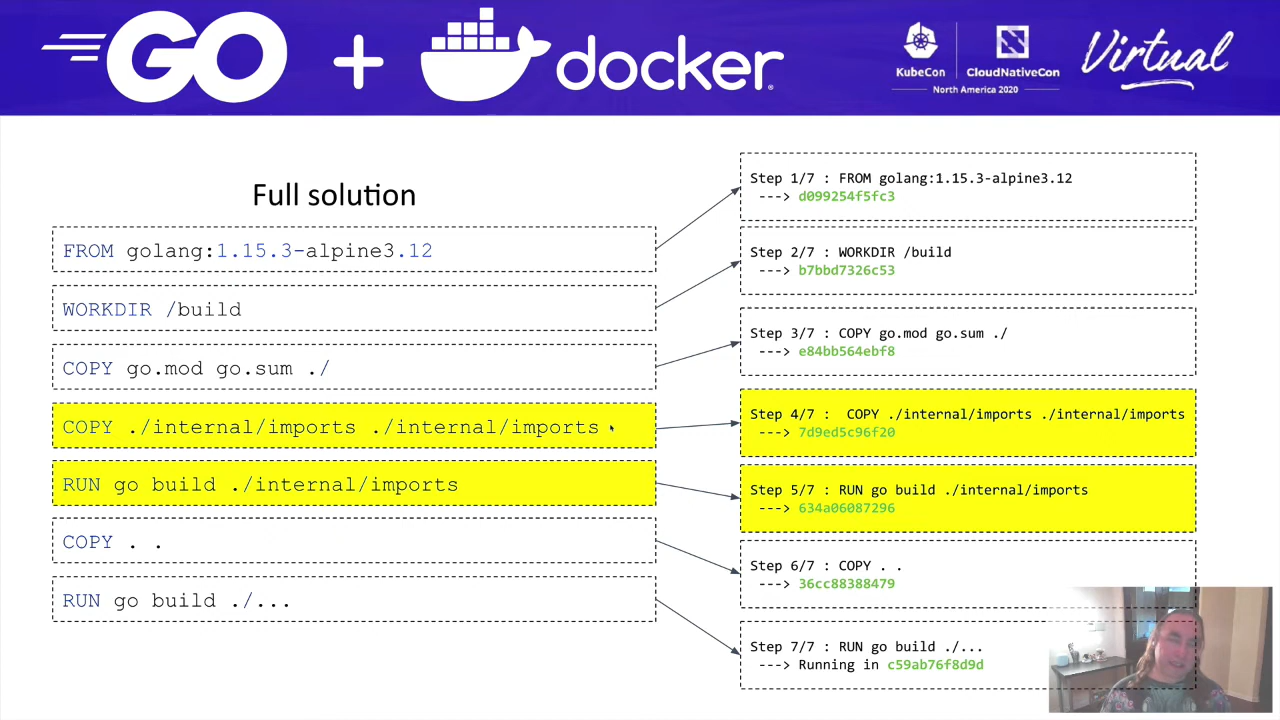 GO + docker
KubeCon
CloudNativeCon
North America 2020
Virtual
Full solution
FROM golang:1.15.3-alpine3.12
WORKDIR /build
COPY go.mod go.sum ./
COPY ./internal/imports ./internal/imports
RUN go build ./internal/imports
COPY . .
RUN go build ./...
Step 1/7 : FROM golang:1.15.3-alpine3.12
---> d099254f5fc3
Step 2/7 : WORKDIR /build
---> b7bbd7326c53
Step 3/7 : COPY go.mod go.sum ./
---> e84bb564ebf8
Step 4/7 : COPY ./internal/imports ./internal/imports
---> 7d9ed5c96f20
Step 5/7 : RUN go build ./internal/imports
---> 634a06087296
Step 6/7 : COPY . .
---> 36cc88388479
Step 7/7 : RUN go build ./...
---> Running in c59ab76f8d9d